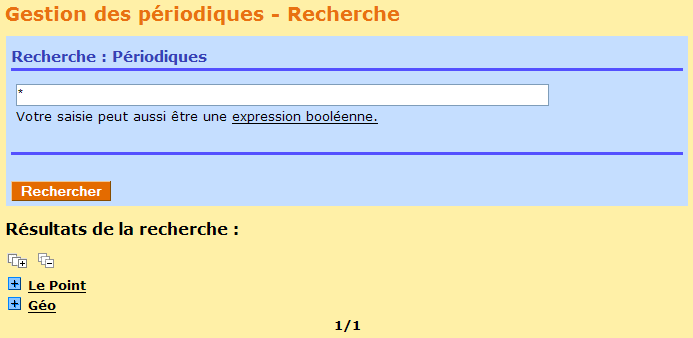 Gestion des périodiques - Recherche
Recherche : Périodiques
*
Votre saisie peut aussi être une expression booléenne.
Rechercher
Résultats de la recherche :
Le Point
Géo
1/1